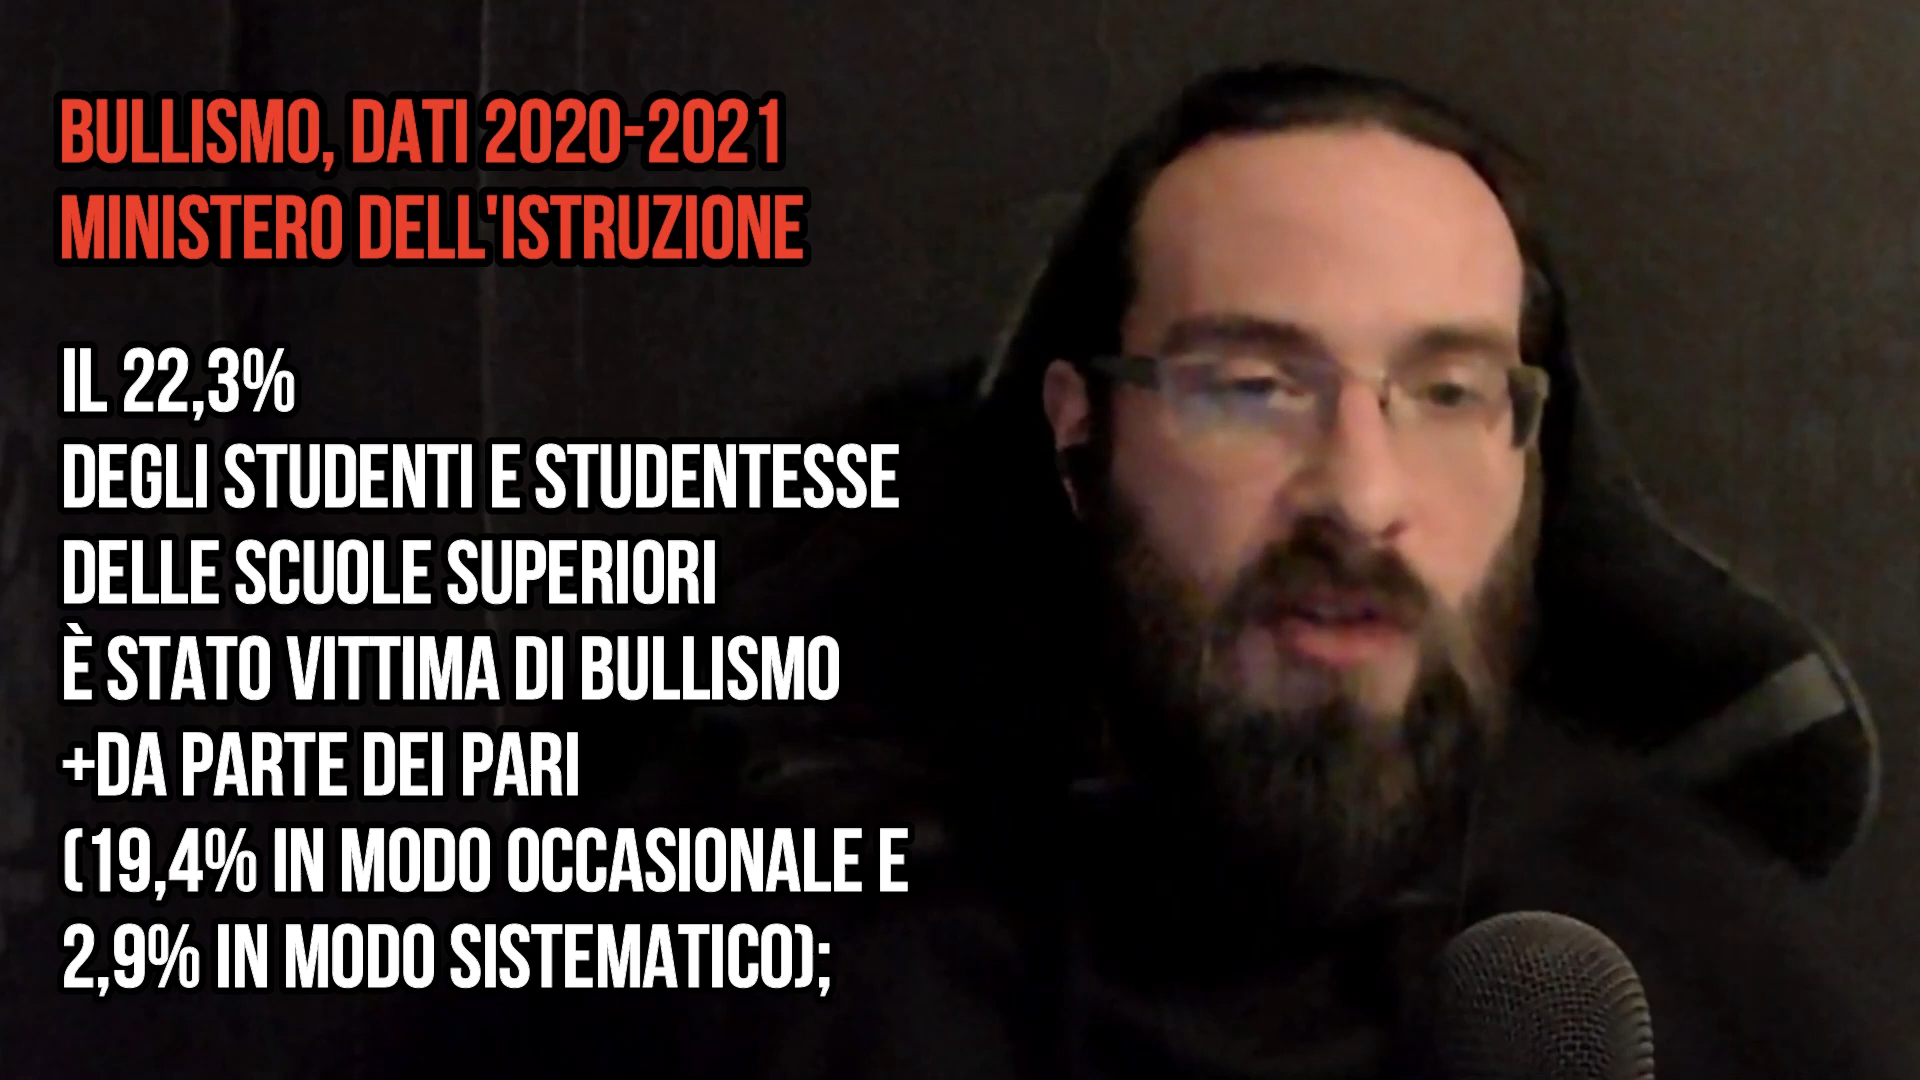 BULLISMO, DATI 2020-2021
MINISTERO DELL'ISTRUZIONE
IL 22,3%
DEGLI STUDENTI E STUDENTESSE
DELLE SCUOLE SUPERIORI
È STATO VITTIMA DI BULLISMO
+DA PARTE DEI PARI
(19,4% IN MODO OCCASIONALE E
2,9% IN MODO SISTEMATICO);